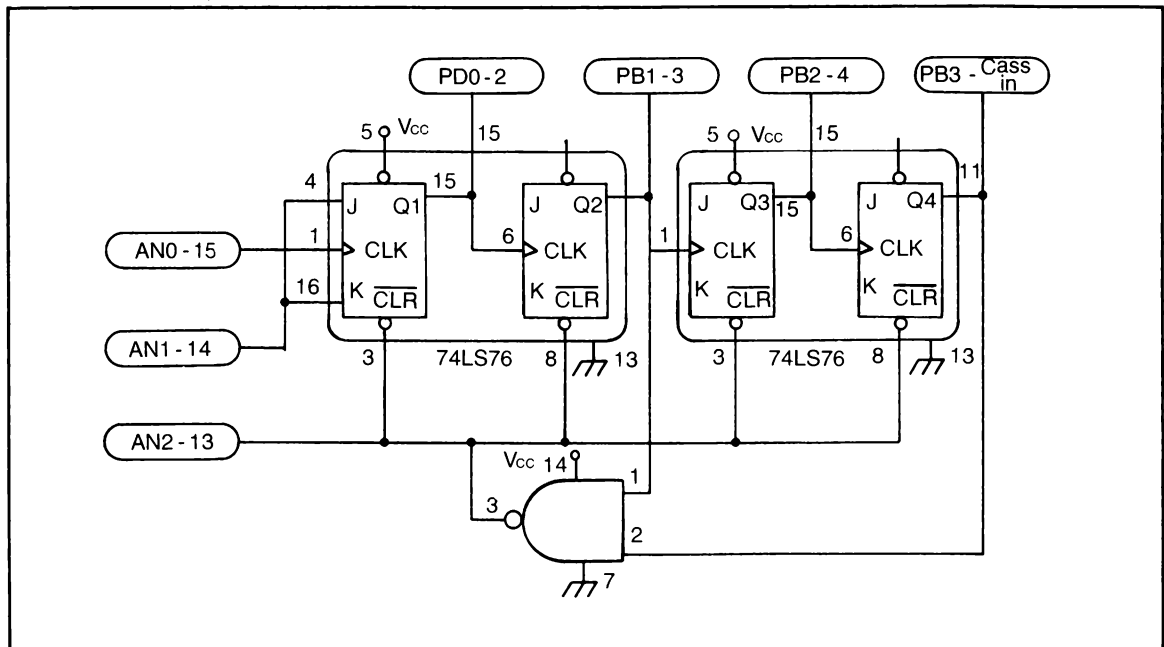 PD0 - 2
PB1 - 3
PB2 - 4
PB3 - Cass in
5 Vcc
15
5 Vcc
15
4
J Q1
15
J Q2
J Q3
15
J Q4
11
AN0 - 15
1
CLK
6
CLK
1
CLK
6
CLK
16
K
CLR
K
CLR
K
CLR
K
CLR
AN1 - 14
3
74LS76
8
13
3
74LS76
8
13
AN2 - 13
Vcc 14
1
3
2
7